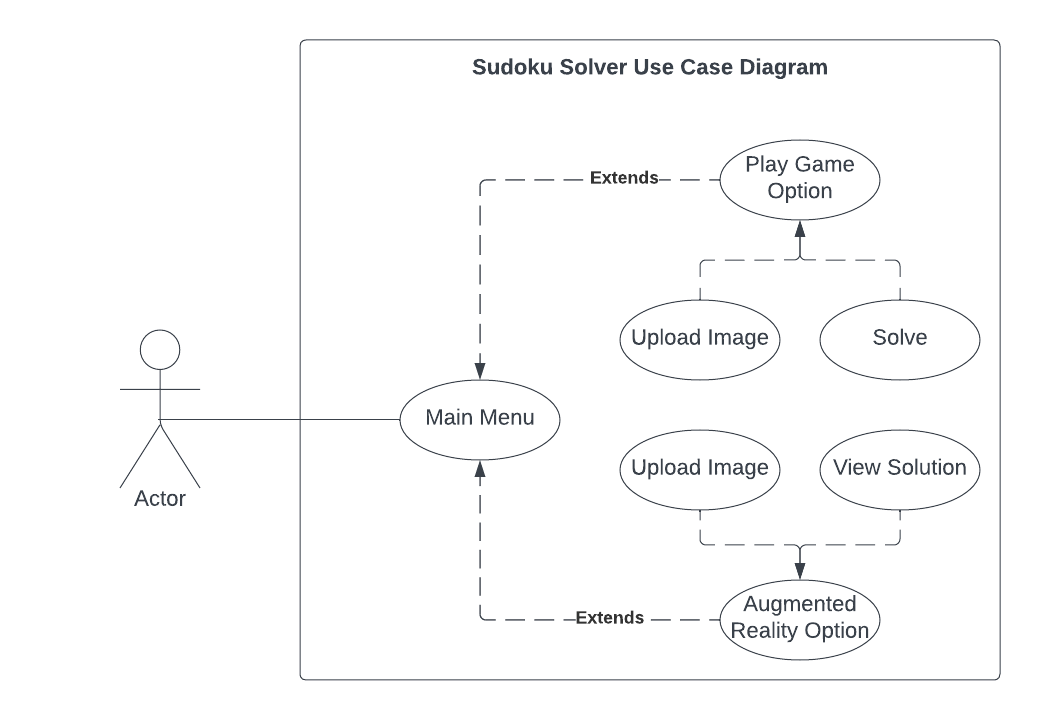 Sudoku Solver Use Case Diagram
Play Game
Option
Extends
Upload Image
Solve
Main Menu
Upload Image
View Solution
Actor
Augmented
Reality Option
Extends